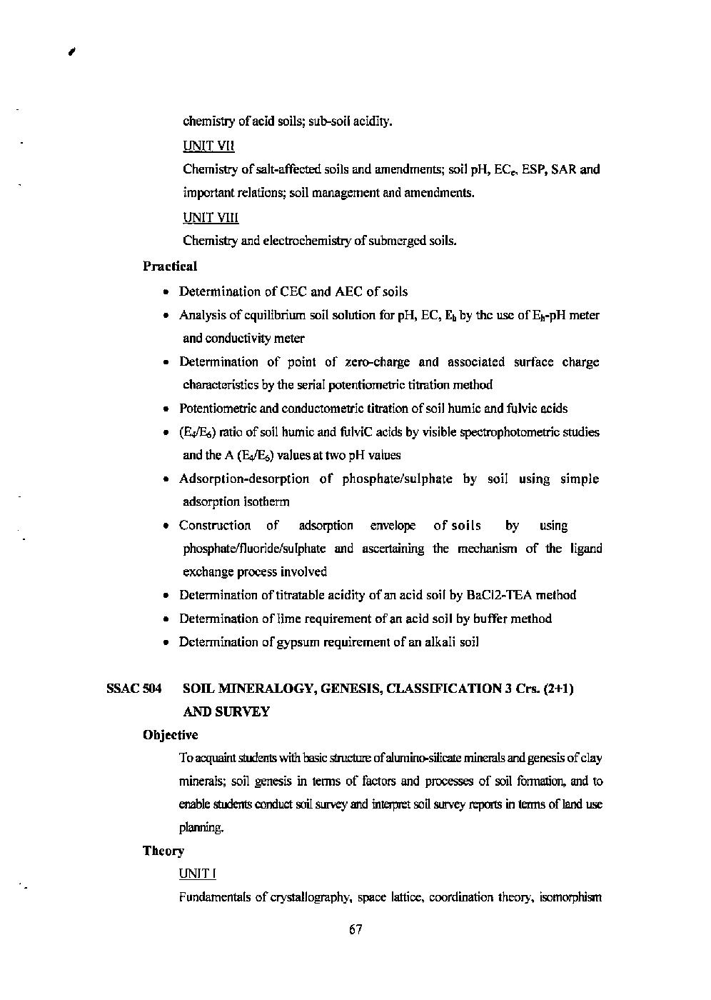 chemistry of acid soils; sub-soil acidity.
UNIT VII
Chemistry of salt-affected soils and amendments; soil pH, ECe, ESP, SAR and
important relations; soil management and amendments.
UNIT VIII
Chemistry and electrochemistry of submerged soils.
Practical
• Determination of CEC and AEC of soils
• Analysis of equilibrium soil solution for pH, EC, Eh by the use of Eh-pH meter
and conductivity meter
• Determination of point of zero-charge and associated surface charge
characteristics by the serial potentiometric titration method
• Potentiometric and conductometric titration of soil humic and fulvic acids
• (E4/E6) ratio of soil humic and fulviC acids by visible spectrophotometric studies
and the A (E4/E6) values at two pH values
• Adsorption-desorption of phosphate/sulphate by soil using simple
adsorption isotherm
• Construction of adsorption envelope of soils by using
phosphate/fluoride/sulphate and ascertaining the mechanism of the ligand
exchange process involved
• Determination of titratable acidity of an acid soil by BaCl2-TEA method
• Determination of lime requirement of an acid soil by buffer method
• Determination of gypsum requirement of an alkali soil
SSAC 504 SOIL MINERALOGY, GENESIS, CLASSIFICATION 3 Crs. (2+1)
AND SURVEY
Objective
To acquaint students with basic structure of alumino-silicate minerals and genesis of clay
minerals; soil genesis in terms of factors and processes of soil formation, and to
enable students conduct soil survey and interpret soil survey reports in terms of land use
planning.
Theory
UNIT I
Fundamentals of crystallography, space lattice, coordination theory, isomorphism
67